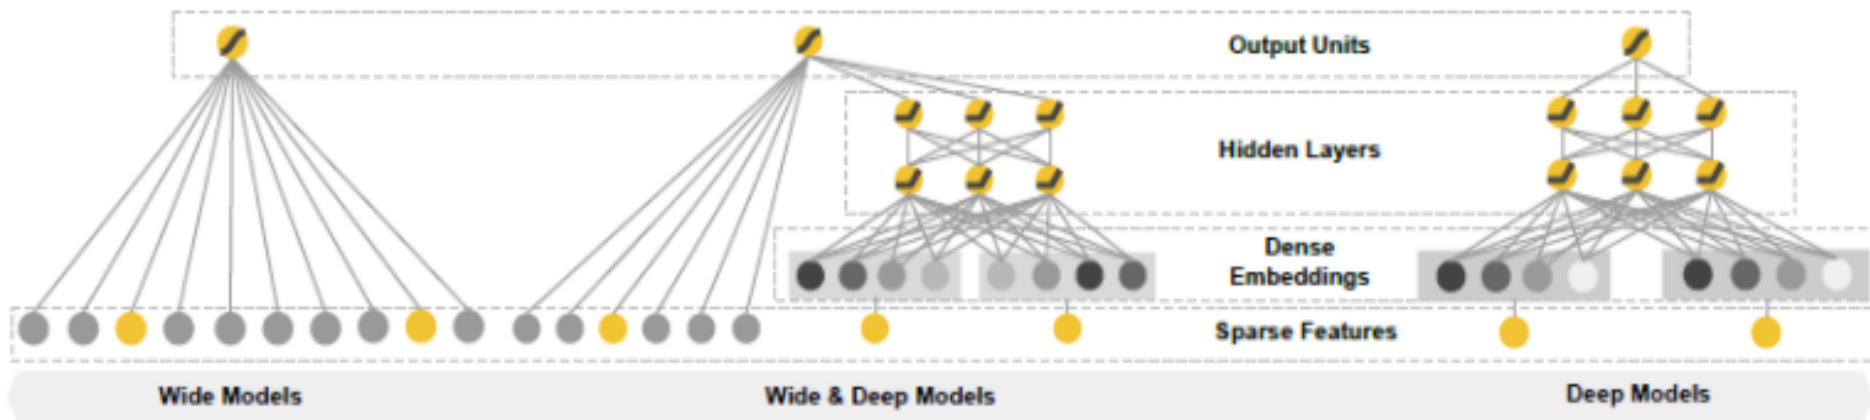 Output Units
Hidden Layers
Dense
Embeddings
Sparse Features
Wide Models
Wide & Deep Models
Deep Models